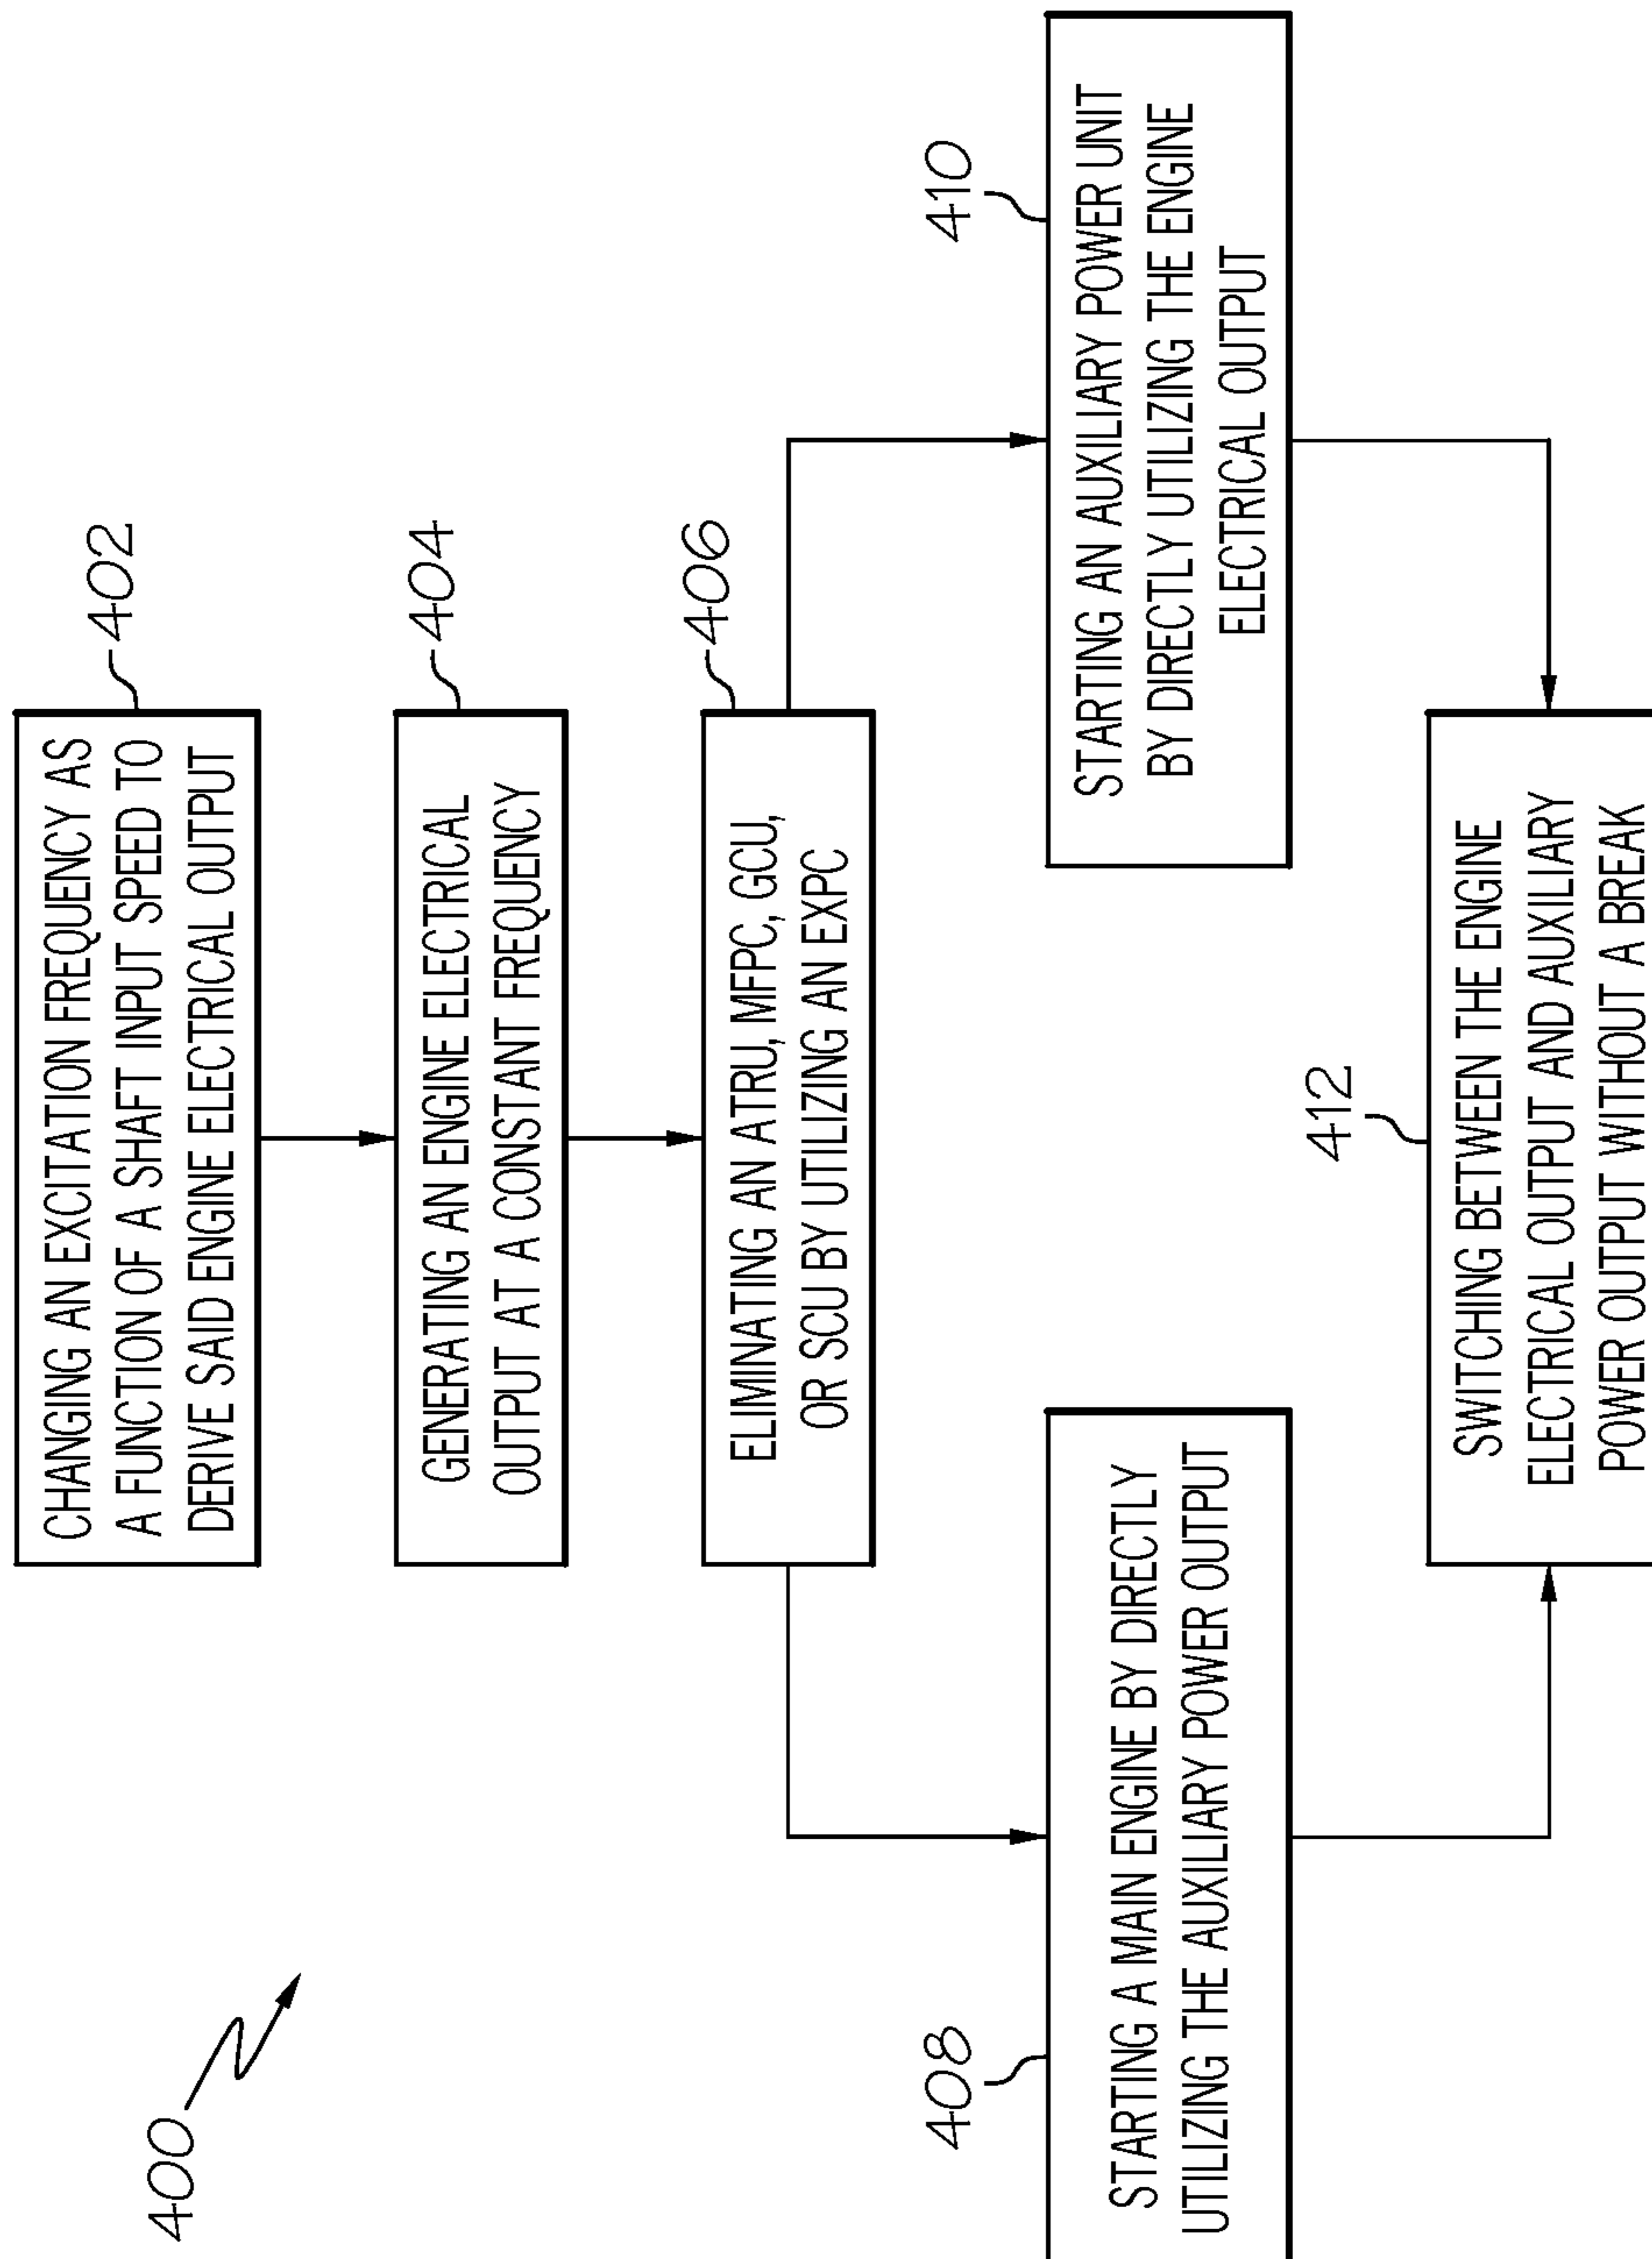 400
402
CHANGING AN EXCITATION FREQUENCY AS
A FUNCTION OF A SHAFT INPUT SPEED TO
DERIVE SAID ENGINE ELECTRICAL OUTPUT
404
GENERATING AN ENGINE ELECTRICAL
OUTPUT AT A CONSTANT FREQUENCY
406
ELIMINATING AN ATRU, MFPC, GCU,
OR SCU BY UTILIZING AN EXPC
408
STARTING A MAIN ENGINE BY DIRECTLY
UTILIZING THE AUXILIARY POWER OUTPUT
410
STARTING AN AUXILIARY POWER UNIT
BY DIRECTLY UTILIZING THE ENGINE
ELECTRICAL OUTPUT
412
SWITCHING BETWEEN THE ENGINE
ELECTRICAL OUTPUT AND AUXILIARY
POWER OUTPUT WITHOUT A BREAK